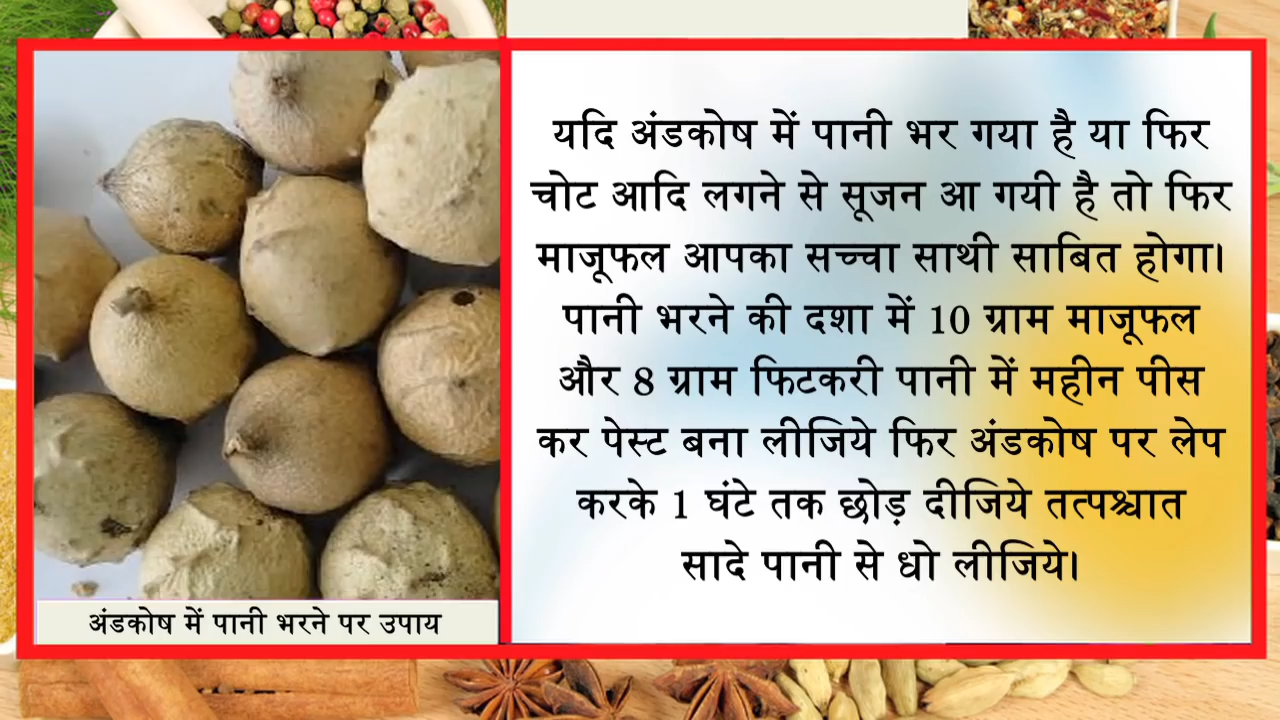 यदि अंडकोष में पानी भर गया है या फिर
चोट आदि लगने से सूजन आ गयी है तो फिर
माजूफल आपका सच्चा साथी साबित होगा।
पानी भरने की दशा में 10 ग्राम माजूफल
और 8 ग्राम फिटकरी पानी में महीन पीस
कर पेस्ट बना लीजिये फिर अंडकोष पर लेप
करके 1 घंटे तक छोड़ दीजिये तत्पश्चात
सादे पानी से धो लीजिये।
अंडकोष में पानी भरने पर उपाय